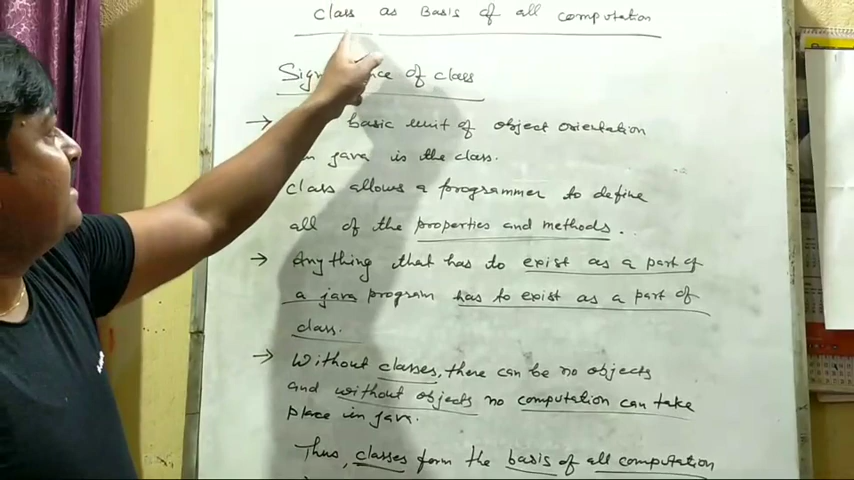 Class as Basis of all computation
of class
→ basic unit of object orientation
in java is the class.
Class allows a programmer to define
all of the properties and methods.
→ Anything that has to exist as a part of
a java program has to exist as a part of
class.
→ Without classes, there can be no objects
and without objects no computation can take
place in java.
Thus, classes form the basis of all computation